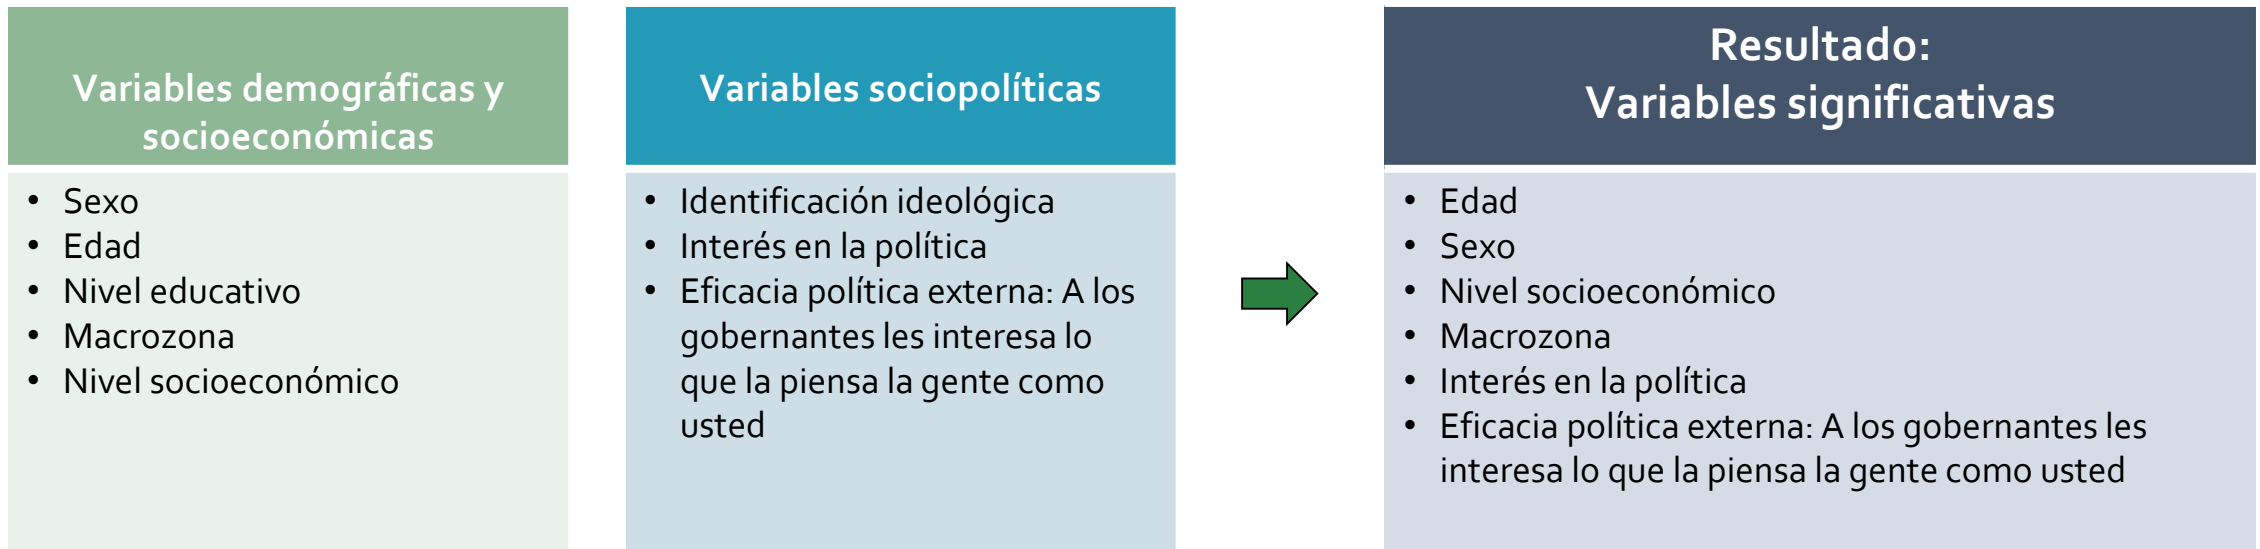 Variables demográficas y
socioeconómicas
• Sexo
• Edad
• Nivel educativo
• Macrozona
• Nivel socioeconómico
Variables sociopolíticas
• Identificación ideológica
• Interés en la política
• Eficacia política externa: A los
gobernantes les interesa lo
que la piensa la gente como
usted
Resultado:
Variables significativas
• Edad
• Sexo
• Nivel socioeconómico
• Macrozona
• Interés en la política
• Eficacia política externa: A los gobernantes les
interesa lo que la piensa la gente como usted